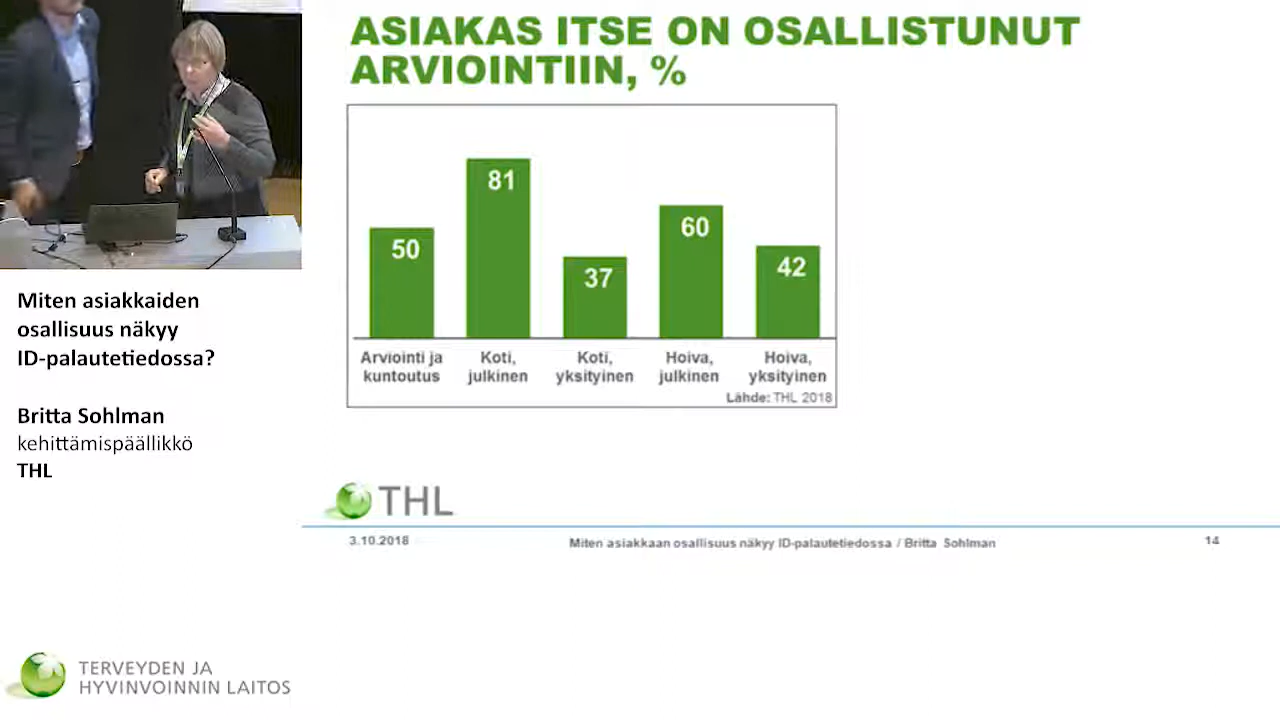 ASIAKAS ITSE ON OSALLISTUNUT
ARVIOINTIIN, %
50
81
37
60
42
Arviointi ja
kuntoutus
Koti,
julkinen
Koti,
yksityinen
Hoiva,
julkinen
Hoiva,
yksityinen
Lähde: THL 2018
Miten asiakkaiden
osallisuus näkyy
ID-palautetiedossa?
Britta Sohlman
kehittämispäällikkö
THL
THL
3.10.2018
Miten asiakkaan osallisuus näkyy ID-palautetiedossa / Britta Sohlman
14
TERVEYDEN JA
HYVINVOINNIN LAITOS